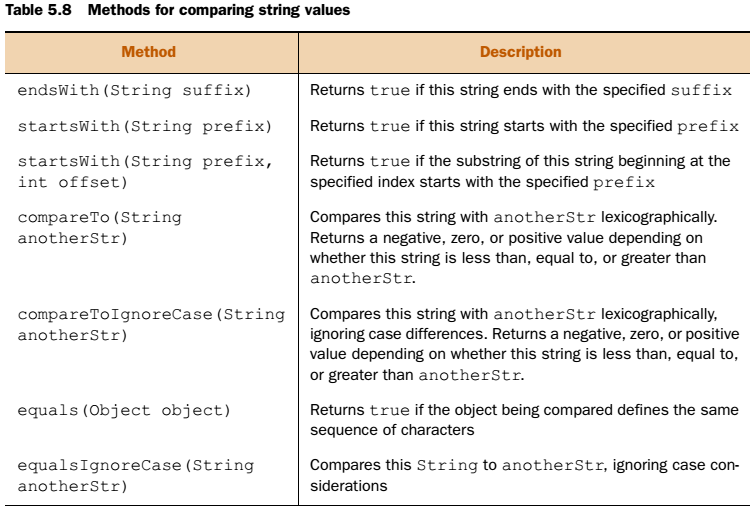 Table 5.8 Methods for comparing string values
Method Description
endsWith(String suffix) Returns true if this string ends with the specified suffix
startsWith(String prefix) Returns true if this string starts with the specified prefix
startsWith(String prefix, Returns true if the substring of this string beginning at the
int offset) specified index starts with the specified prefix
compareTo(String Compares this string with anotherStr lexicographically.
anotherStr) Returns a negative, zero, or positive value depending on
whether this string is less than, equal to, or greater than
anotherStr.
compareToIgnoreCase(String Compares this string with anotherStr lexicographically,
anotherStr) ignoring case differences. Returns a negative, zero, or positive
value depending on whether this string is less than, equal to,
or greater than anotherStr.
equals(Object object) Returns true if the object being compared defines the same
sequence of characters
equalsIgnoreCase(String Compares this String to anotherStr, ignoring case con-
anotherStr) siderations